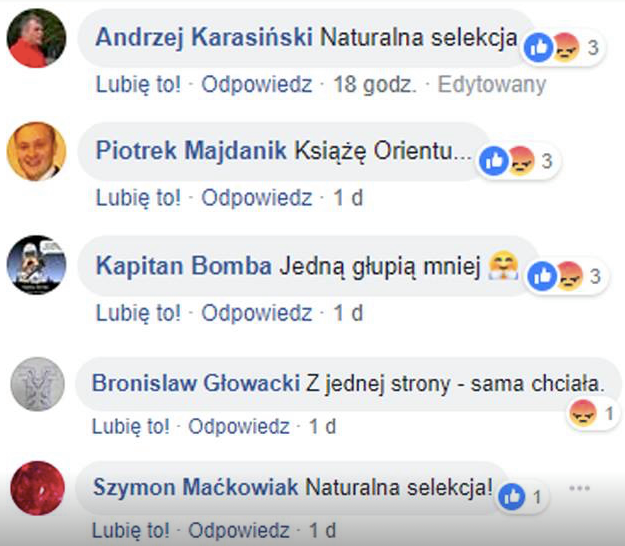 Andrzej Karasiński Naturalna selekcja 3
Lubię to! · Odpowiedz · 18 godz. · Edytowany
Piotrek Majdanik Książę Orientu... 3
Lubię to! · Odpowiedz · 1 d
Kapitan Bomba Jedną głupią mniej 🤗 3
Lubię to! · Odpowiedz · 1 d
Bronislaw Głowacki Z jednej strony - sama chciała.
1
Lubię to! · Odpowiedz · 1 d
Szymon Maćkowiak Naturalna selekcja! 1 ...
Lubię to! · Odpowiedz · 1 d